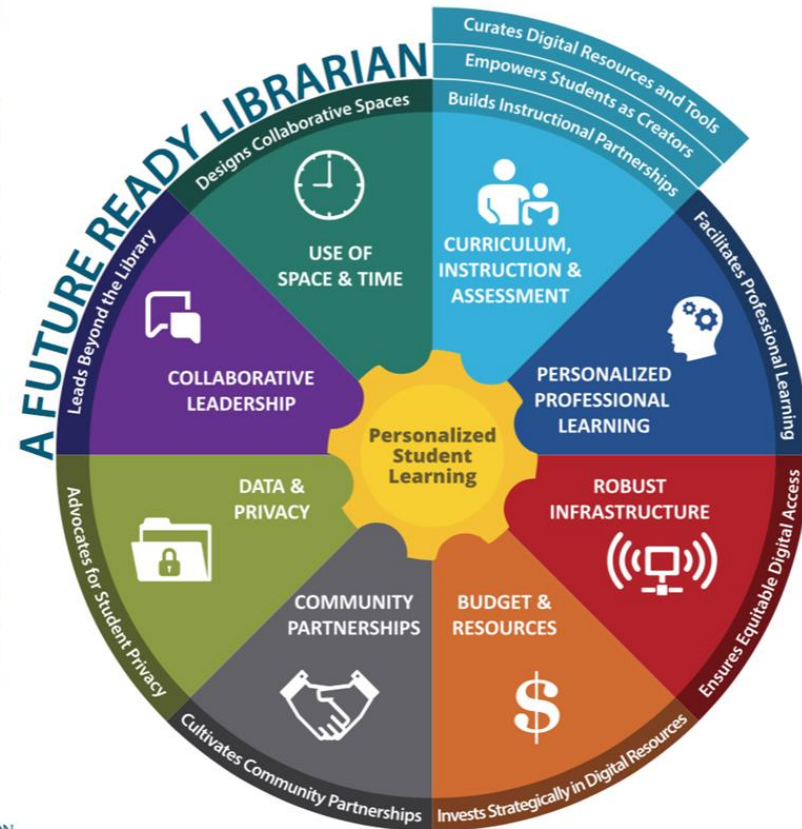 A FUTURE READY LIBRARIAN
Curates Digital Resources and Tools
Empowers Students as Creators
Builds Instructional Partnerships
CURRICULUM,
INSTRUCTION &
ASSESSMENT
Facilitates Professional Learning
PERSONALIZED
PROFESSIONAL
LEARNING
Ensures Equitable Digital Access
ROBUST
INFRASTRUCTURE
Invests Strategically in Digital Resources
BUDGET &
RESOURCES
$
Cultivates Community Partnerships
COMMUNITY
PARTNERSHIPS
Advocates for Student Privacy
DATA &
PRIVACY
Leads Beyond the Library
COLLABORATIVE
LEADERSHIP
Designs Collaborative Spaces
USE OF
SPACE & TIME
Personalized
Student
Learning